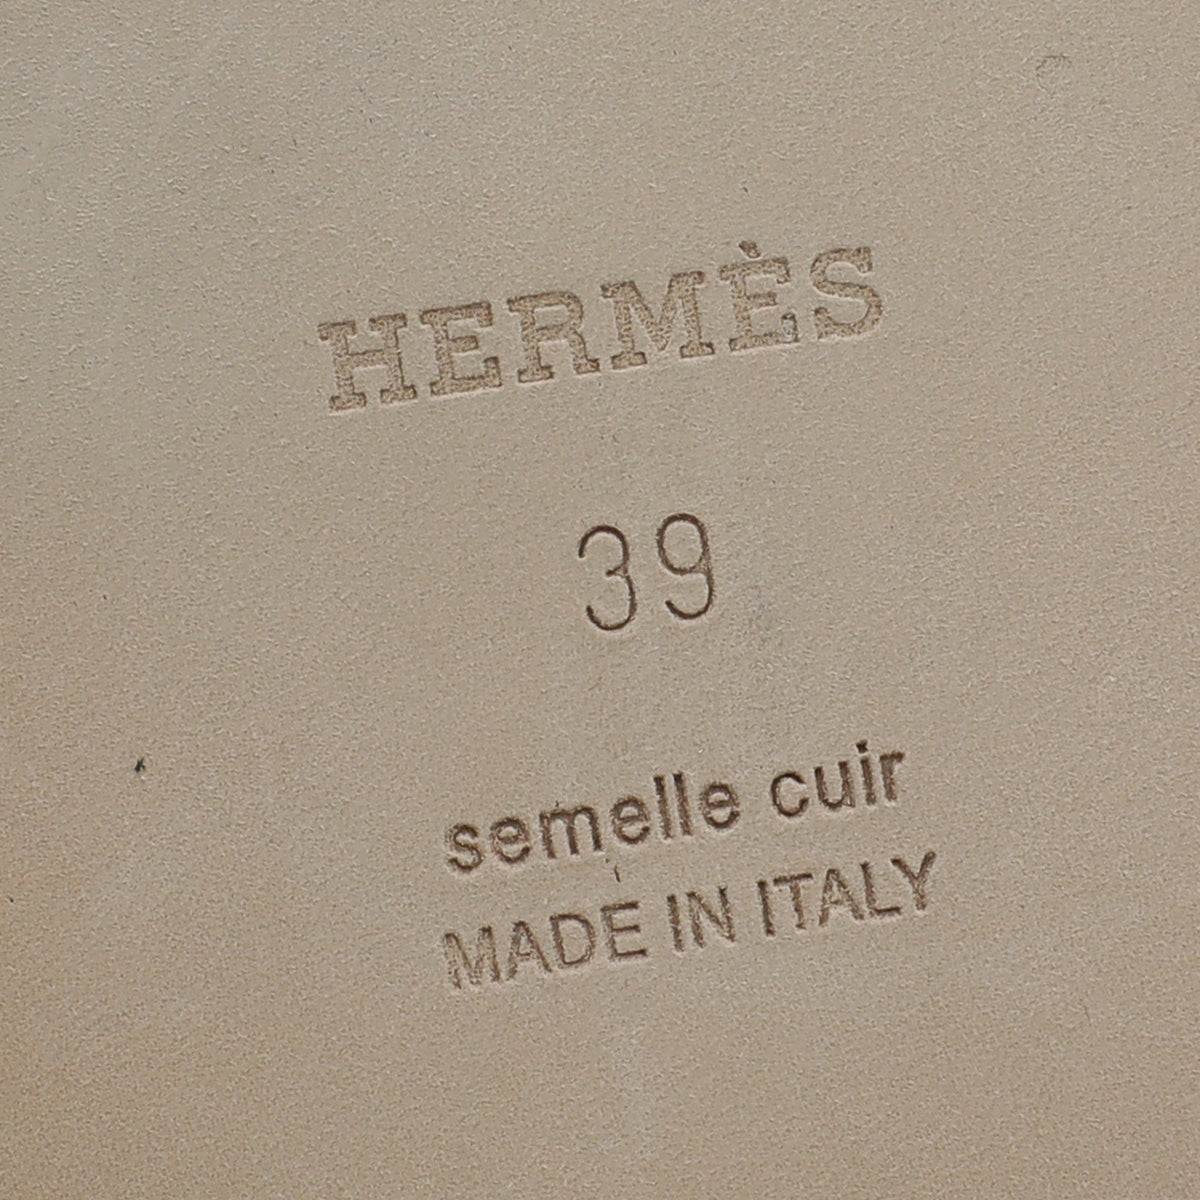 HERMÈS
39
semelle cuir
MADE IN ITALY